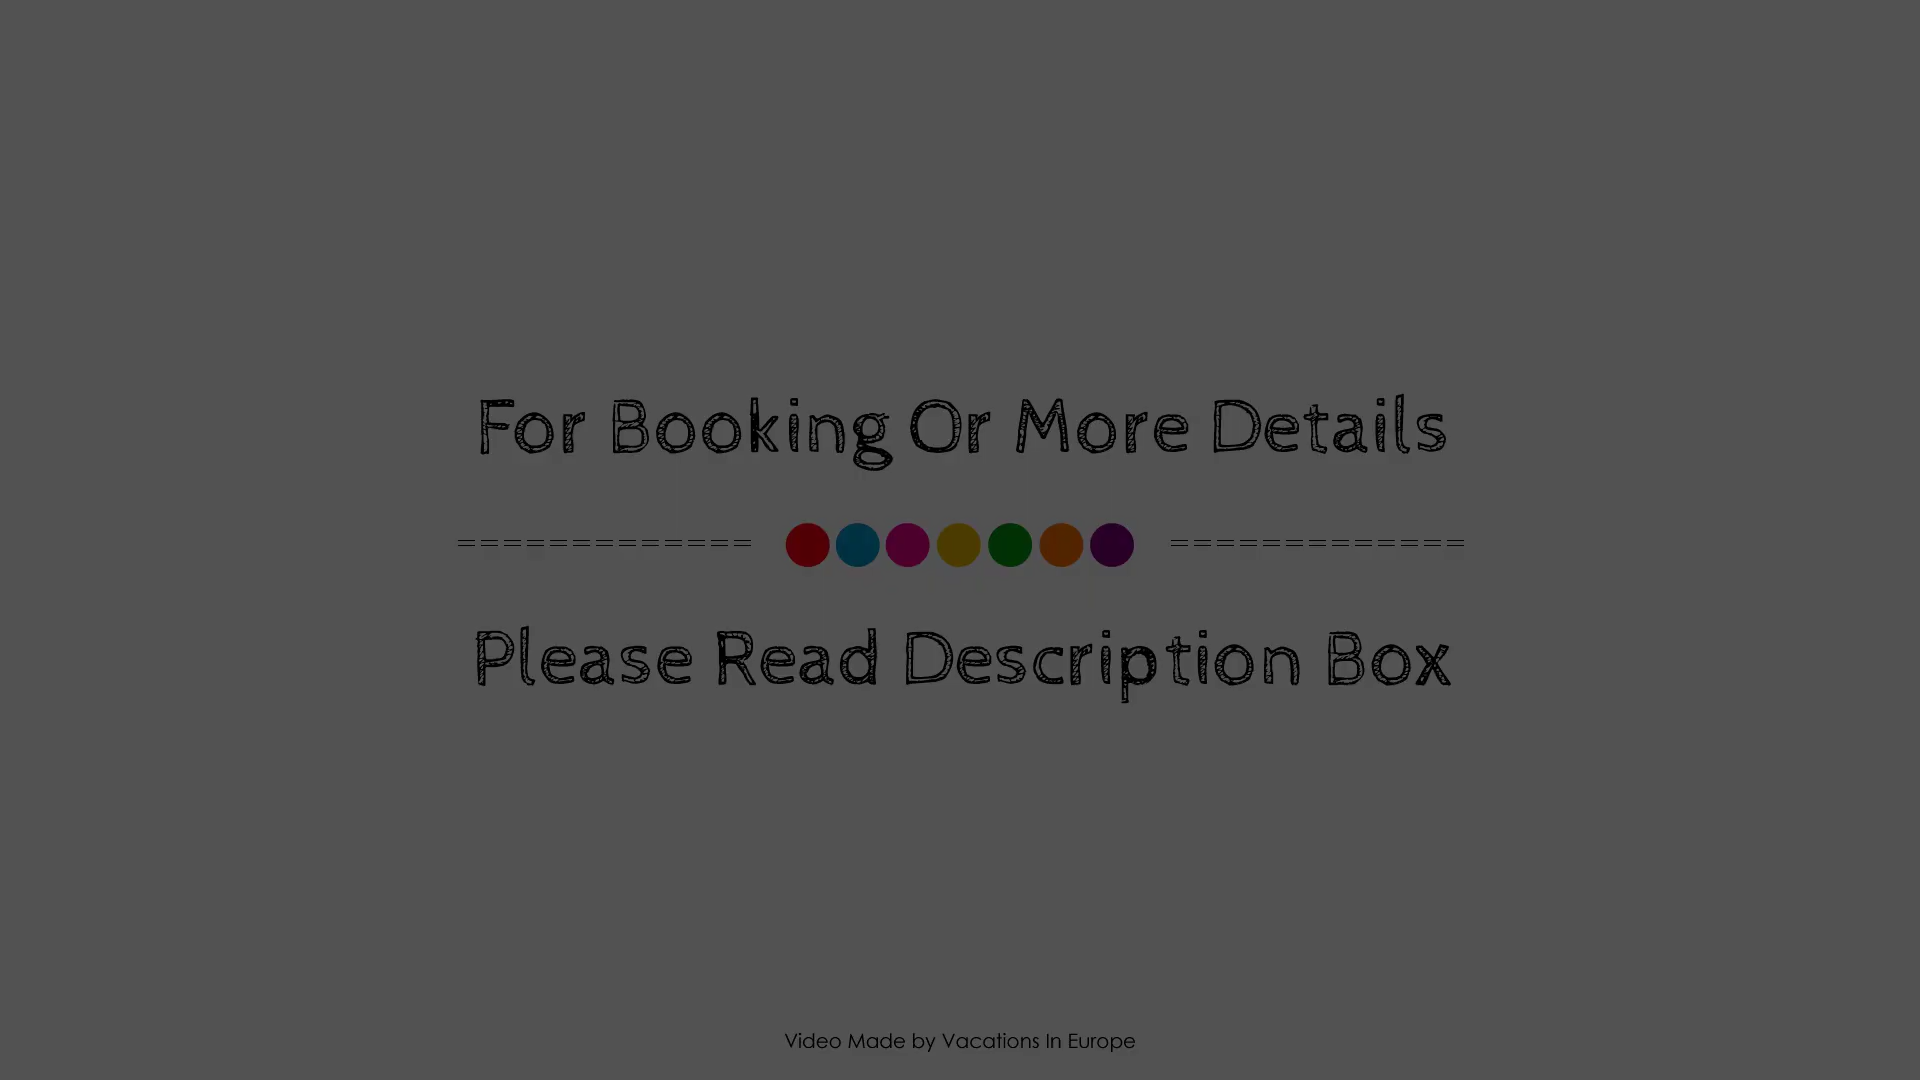 For Booking Or More Details
============= =============
Please Read Description Box
Video Made by Vacations In Europe